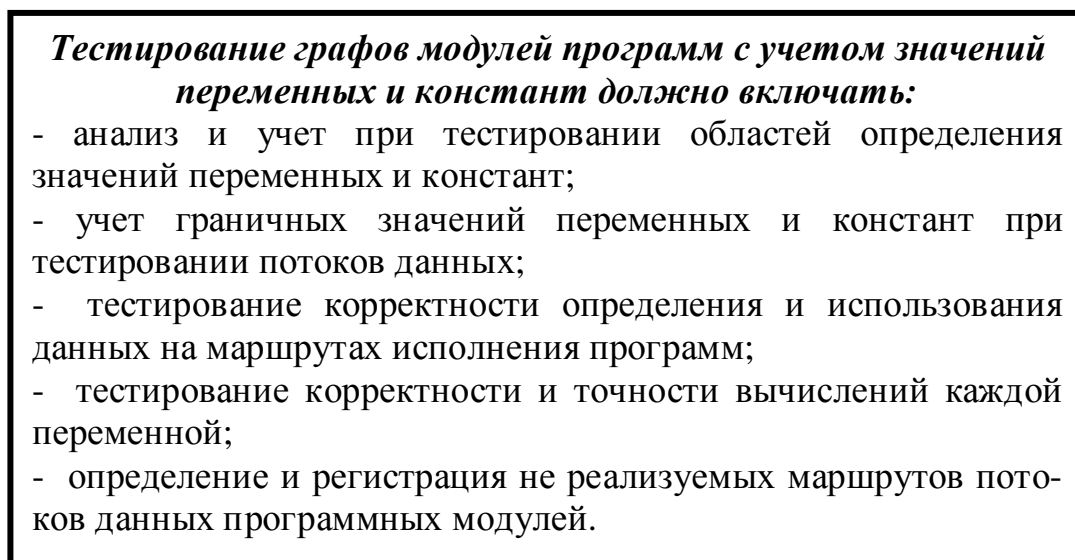 Тестирование графов модулей программ с учетом значений
переменных и констант должно включать:
- анализ и учет при тестировании областей определения
значений переменных и констант;
- учет граничных значений переменных и констант при
тестировании потоков данных;
- тестирование корректности определения и использования
данных на маршрутах исполнения программ;
- тестирование корректности и точности вычислений каждой
переменной;
- определение и регистрация не реализуемых маршрутов пото-
ков данных программных модулей.